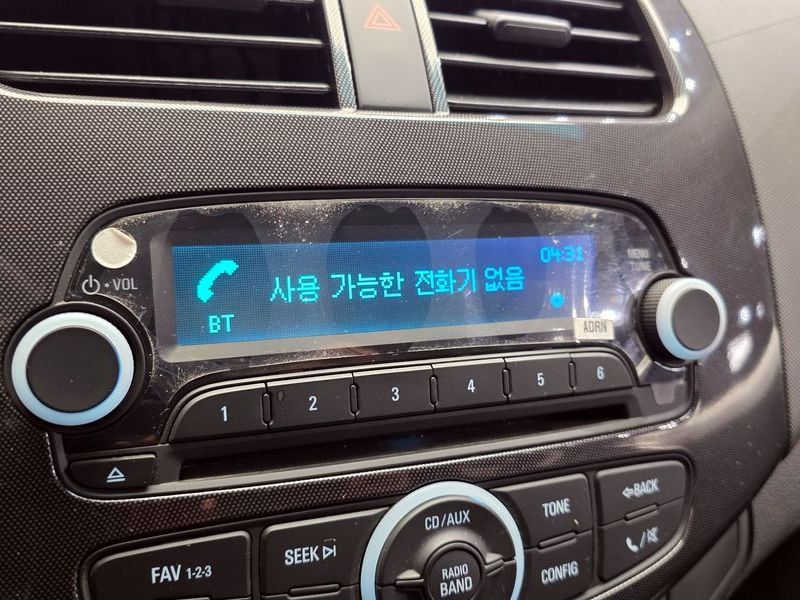 04:31
MENU
TUNE
VOL
사용 가능한 전화기 없음
BT
ADRN
1 2 3 4 5 6
BACK
TONE
CD/AUX
SEEK
FAV 1-2-3
RADIO
BAND
CONFIG